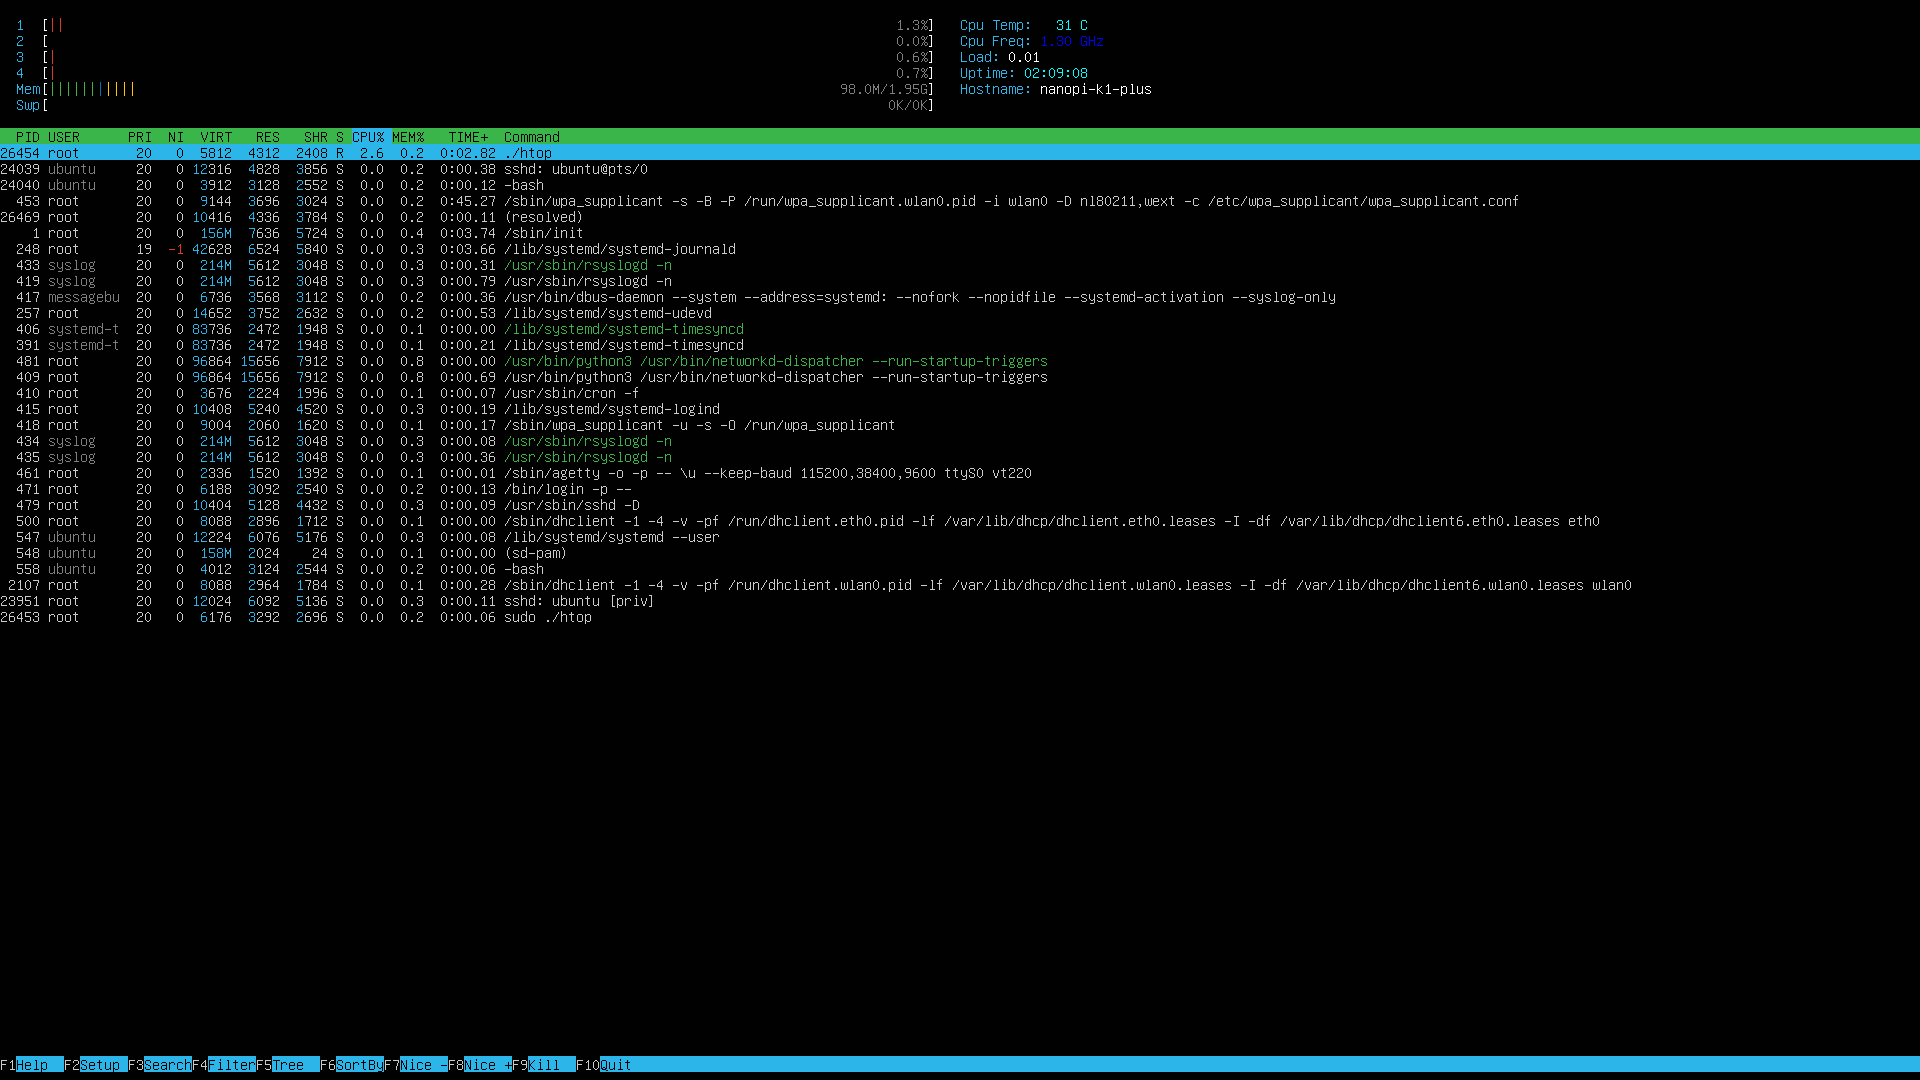 1 [|| 1.3%] Cpu Temp: 31 C
2 [ 0.0%] Cpu Freq: 1.30 GHz
3 [| 0.6%] Load: 0.01
4 [| 0.7%] Uptime: 02:09:08
Mem[||||||||||| 98.0M/1.95G] Hostname: nanopi-k1-plus
Swp[ 0K/0K]
PID USER PRI NI VIRT RES SHR S CPU% MEM% TIME+ Command
26454 root 20 0 5812 4312 2408 R 2.6 0.2 0:02.82 ./htop
24039 ubuntu 20 0 12316 4828 3856 S 0.0 0.2 0:00.38 sshd: ubuntu@pts/0
24040 ubuntu 20 0 3912 3128 2552 S 0.0 0.2 0:00.12 -bash
453 root 20 0 9144 3696 3024 S 0.0 0.2 0:45.27 /sbin/wpa_supplicant -s -B -P /run/wpa_supplicant.wlan0.pid -i wlan0 -D nl80211,wext -c /etc/wpa_supplicant/wpa_supplicant.conf
26469 root 20 0 10416 4336 3784 S 0.0 0.2 0:00.11 (resolved)
1 root 20 0 156M 7636 5724 S 0.0 0.4 0:03.74 /sbin/init
248 root 19 -1 42628 6524 5840 S 0.0 0.3 0:03.66 /lib/systemd/systemd-journald
433 syslog 20 0 214M 5612 3048 S 0.0 0.3 0:00.31 /usr/sbin/rsyslogd -n
419 syslog 20 0 214M 5612 3048 S 0.0 0.3 0:00.79 /usr/sbin/rsyslogd -n
417 messagebu 20 0 6736 3568 3112 S 0.0 0.2 0:00.36 /usr/bin/dbus-daemon --system --address=systemd: --nofork --nopidfile --systemd-activation --syslog-only
257 root 20 0 14652 3752 2632 S 0.0 0.2 0:00.53 /lib/systemd/systemd-udevd
406 systemd-t 20 0 83736 2472 1948 S 0.0 0.1 0:00.00 /lib/systemd/systemd-timesyncd
391 systemd-t 20 0 83736 2472 1948 S 0.0 0.1 0:00.21 /lib/systemd/systemd-timesyncd
481 root 20 0 96864 15656 7912 S 0.0 0.8 0:00.00 /usr/bin/python3 /usr/bin/networkd-dispatcher --run-startup-triggers
409 root 20 0 96864 15656 7912 S 0.0 0.8 0:00.69 /usr/bin/python3 /usr/bin/networkd-dispatcher --run-startup-triggers
410 root 20 0 3676 2224 1996 S 0.0 0.1 0:00.07 /usr/sbin/cron -f
415 root 20 0 10408 5240 4520 S 0.0 0.3 0:00.19 /lib/systemd/systemd-logind
418 root 20 0 9004 2060 1620 S 0.0 0.1 0:00.17 /sbin/wpa_supplicant -u -s -O /run/wpa_supplicant
434 syslog 20 0 214M 5612 3048 S 0.0 0.3 0:00.08 /usr/sbin/rsyslogd -n
435 syslog 20 0 214M 5612 3048 S 0.0 0.3 0:00.36 /usr/sbin/rsyslogd -n
461 root 20 0 2336 1520 1392 S 0.0 0.1 0:00.01 /sbin/agetty -o -p -- \u --keep-baud 115200,38400,9600 ttyS0 vt220
471 root 20 0 6188 3092 2540 S 0.0 0.2 0:00.13 /bin/login -p --
479 root 20 0 10404 5128 4432 S 0.0 0.3 0:00.09 /usr/sbin/sshd -D
500 root 20 0 8088 2896 1712 S 0.0 0.1 0:00.00 /sbin/dhclient -1 -4 -v -pf /run/dhclient.eth0.pid -lf /var/lib/dhcp/dhclient.eth0.leases -I -df /var/lib/dhcp/dhclient6.eth0.leases eth0
547 ubuntu 20 0 12224 6076 5176 S 0.0 0.3 0:00.08 /lib/systemd/systemd --user
548 ubuntu 20 0 158M 2024 24 S 0.0 0.1 0:00.00 (sd-pam)
558 ubuntu 20 0 4012 3124 2544 S 0.0 0.2 0:00.06 -bash
2107 root 20 0 8088 2964 1784 S 0.0 0.1 0:00.28 /sbin/dhclient -1 -4 -v -pf /run/dhclient.wlan0.pid -lf /var/lib/dhcp/dhclient.wlan0.leases -I -df /var/lib/dhcp/dhclient6.wlan0.leases wlan0
23951 root 20 0 12024 6092 5136 S 0.0 0.3 0:00.11 sshd: ubuntu [priv]
26453 root 20 0 6176 3292 2696 S 0.0 0.2 0:00.06 sudo ./htop
F1Help F2Setup F3SearchF4FilterF5Tree F6SortByF7Nice -F8Nice +F9Kill F10Quit